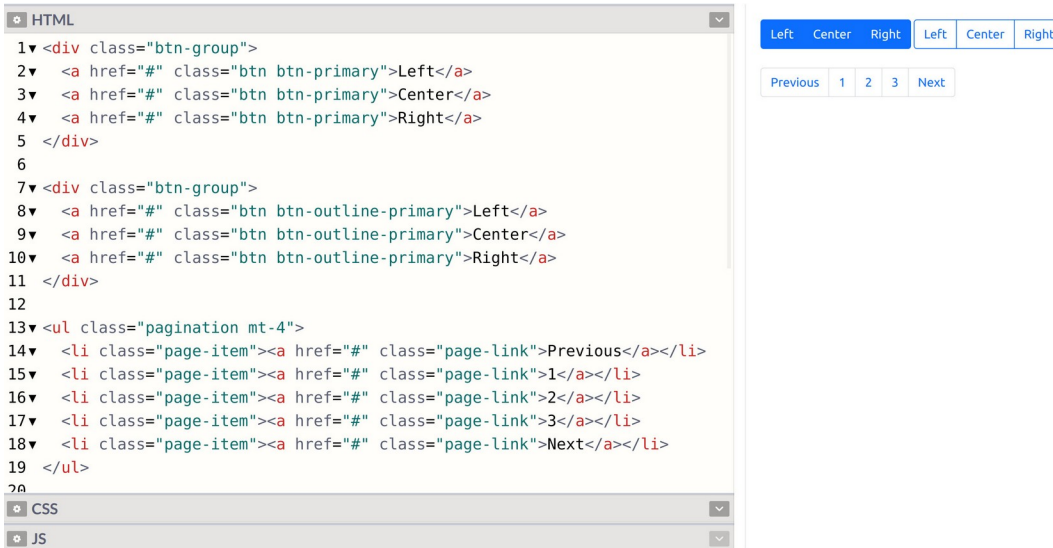 HTML
1 <div class="btn-group">
2   <a href="#" class="btn btn-primary">Left</a>
3   <a href="#" class="btn btn-primary">Center</a>
4   <a href="#" class="btn btn-primary">Right</a>
5 </div>
6
7 <div class="btn-group">
8   <a href="#" class="btn btn-outline-primary">Left</a>
9   <a href="#" class="btn btn-outline-primary">Center</a>
10   <a href="#" class="btn btn-outline-primary">Right</a>
11 </div>
12
13 <ul class="pagination mt-4">
14   <li class="page-item"><a href="#" class="page-link">Previous</a></li>
15   <li class="page-item"><a href="#" class="page-link">1</a></li>
16   <li class="page-item"><a href="#" class="page-link">2</a></li>
17   <li class="page-item"><a href="#" class="page-link">3</a></li>
18   <li class="page-item"><a href="#" class="page-link">Next</a></li>
19 </ul>
20
CSS
JS
Left Center Right Left Center Right
Previous 1 2 3 Next